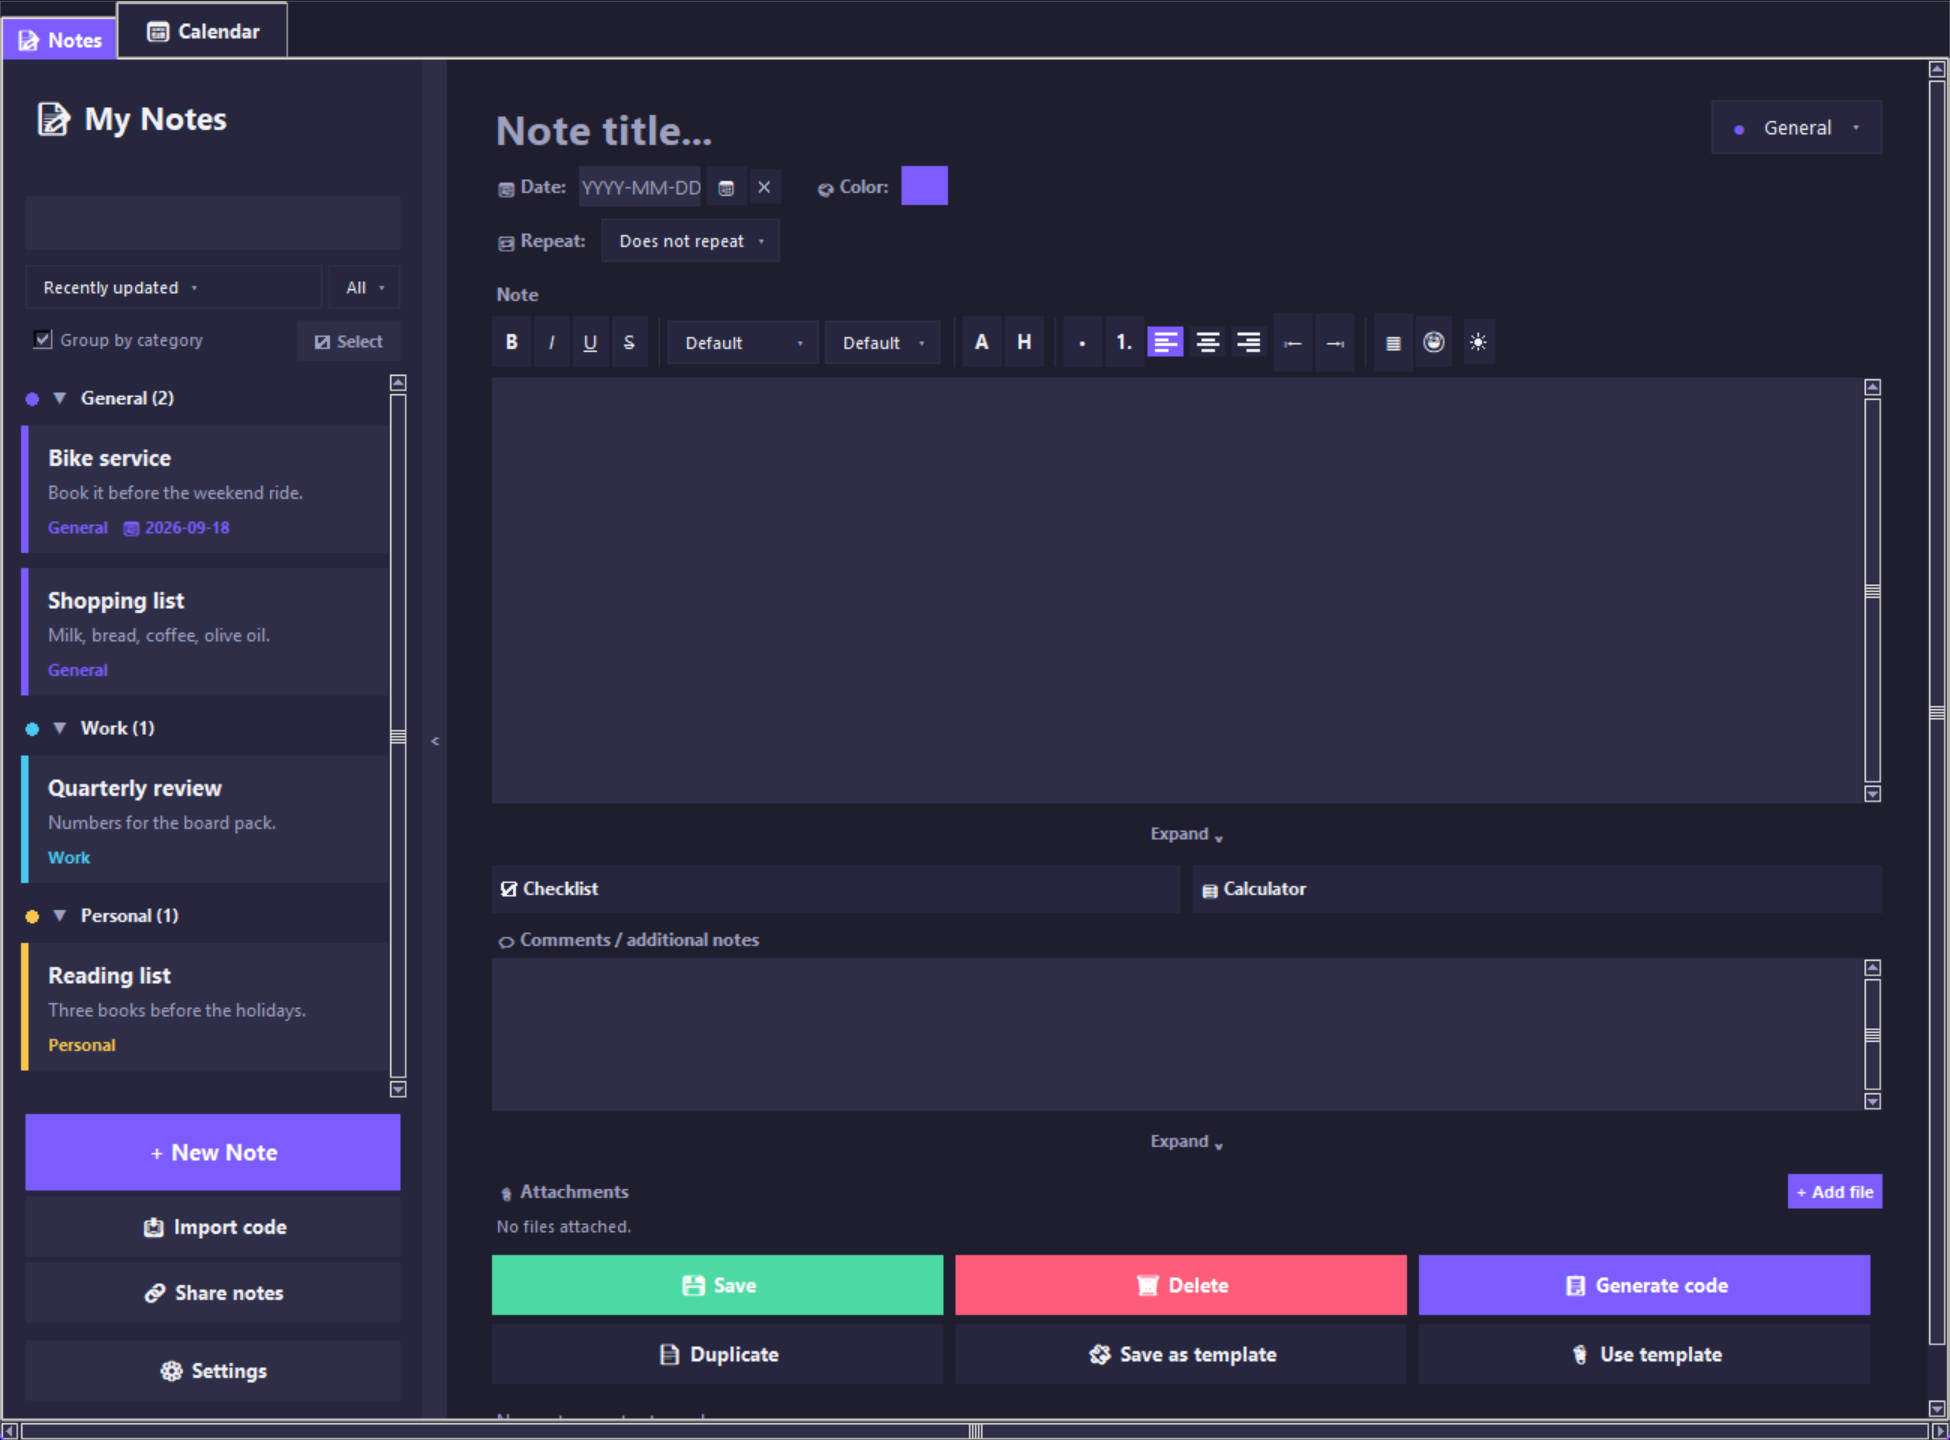 Notes
Calendar
My Notes
Recently updated
All
Group by category
Select
General (2)
Bike service
Book it before the weekend ride.
General 2026-09-18
Shopping list
Milk, bread, coffee, olive oil.
General
Work (1)
Quarterly review
Numbers for the board pack.
Work
Personal (1)
Reading list
Three books before the holidays.
Personal
+ New Note
Import code
Share notes
Settings
<
Note title...
General
Date: YYYY-MM-DD
Color:
Repeat: Does not repeat
Note
B I U S Default Default A H • 1.
Expand
Checklist
Calculator
Comments / additional notes
Expand
Attachments
+ Add file
No files attached.
Save
Delete
Generate code
Duplicate
Save as template
Use template